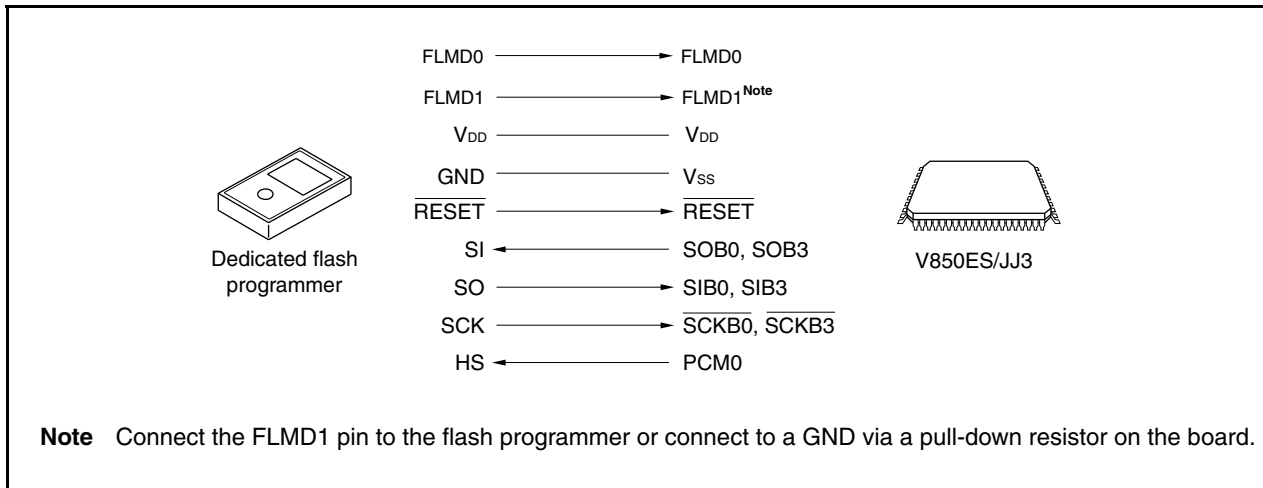 FLMD0 FLMD0
FLMD1 FLMD1Note
VDD VDD
GND VSS
RESET RESET
SI SOB0, SOB3
SO SIB0, SIB3
SCK SCKB0, SCKB3
HS PCM0
Dedicated flash
programmer
V850ES/JJ3
Note Connect the FLMD1 pin to the flash programmer or connect to a GND via a pull-down resistor on the board.